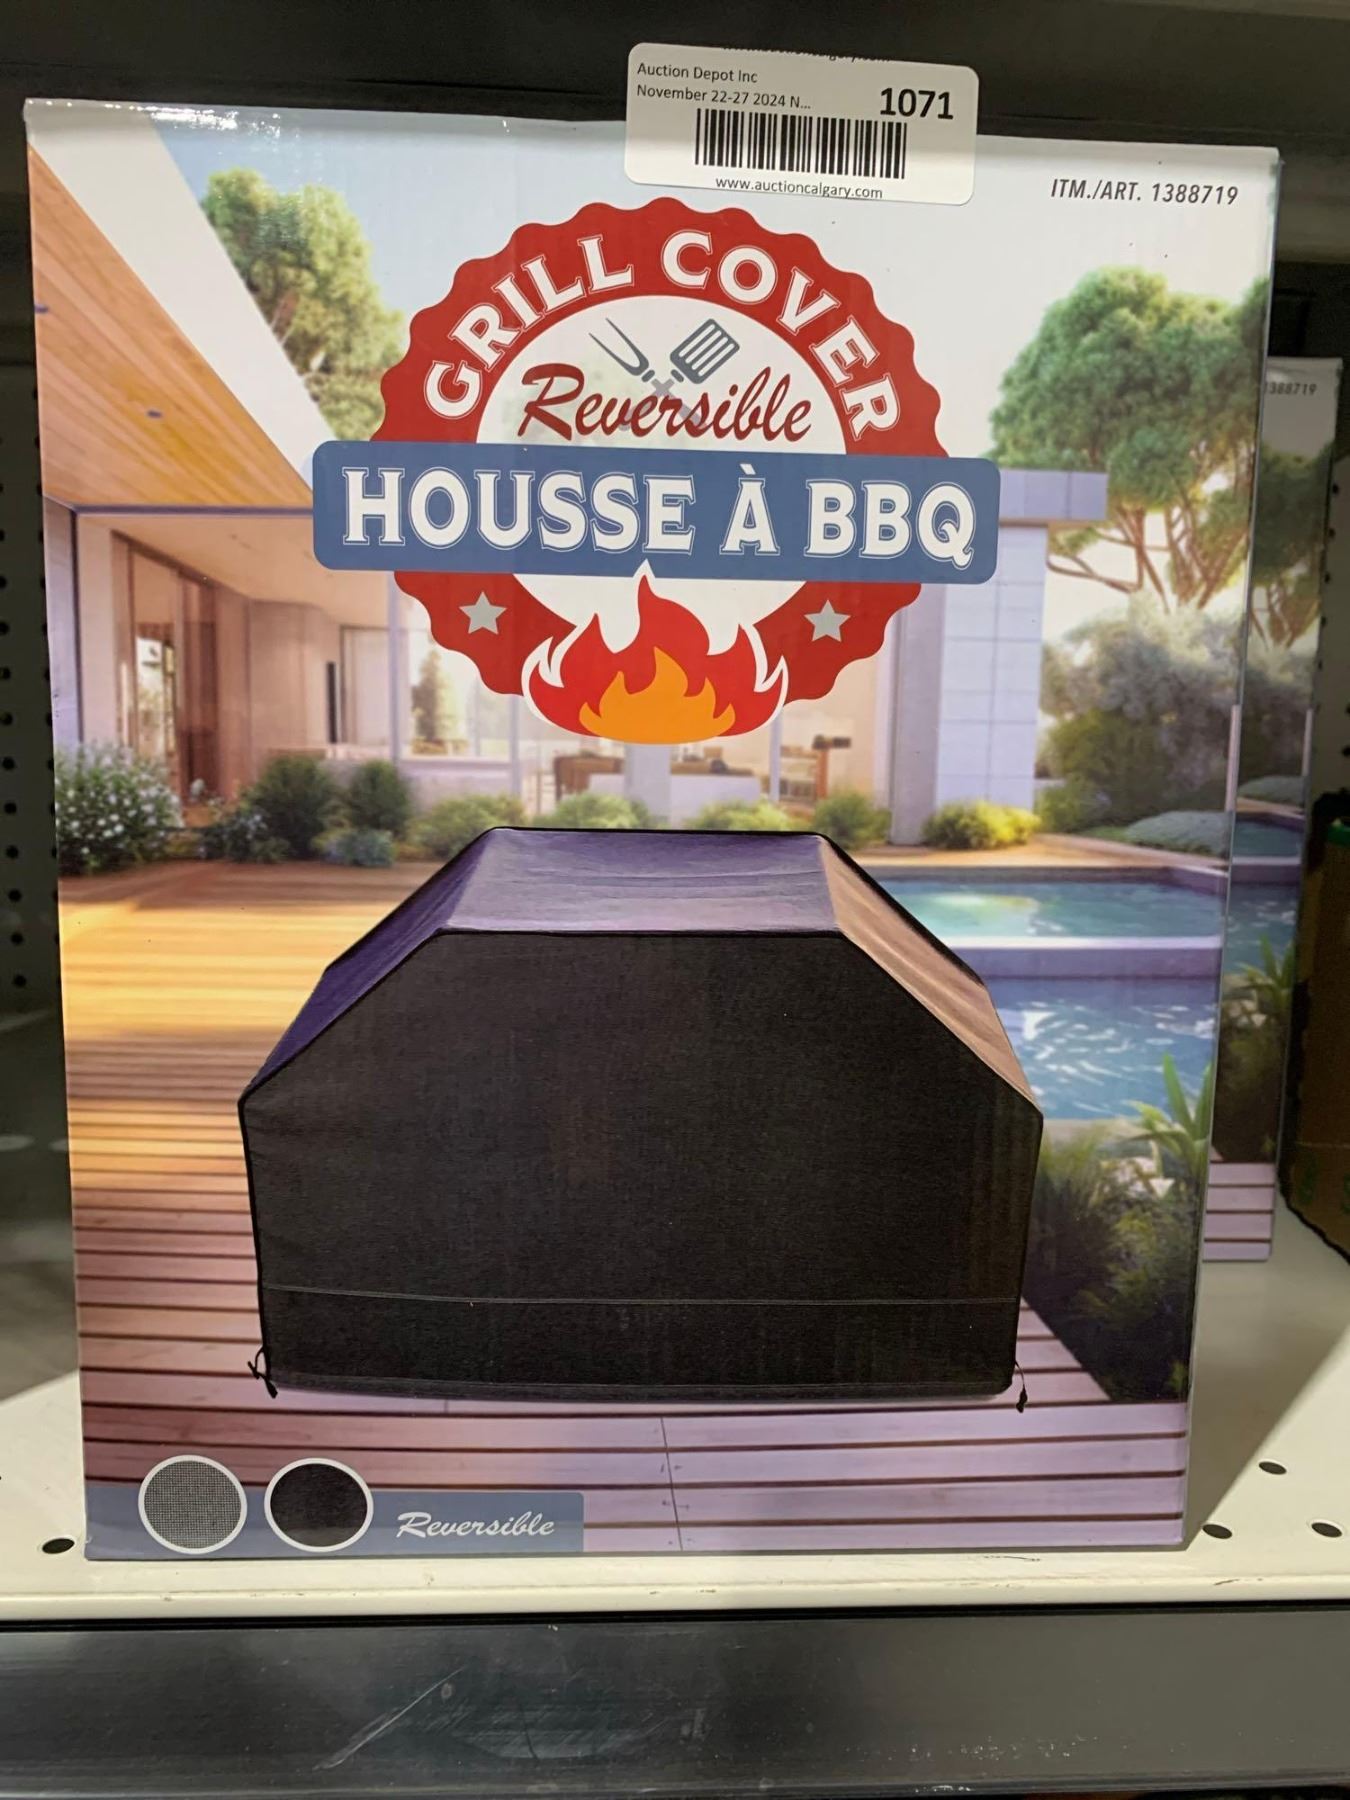 Auction Depot Inc
November 22-27 2024 N...
1071
www.auctioncalgary.com
ITM./ART. 1388719
GRILL COVER
Reversible
HOUSSE À BBQ
1388719
Reversible